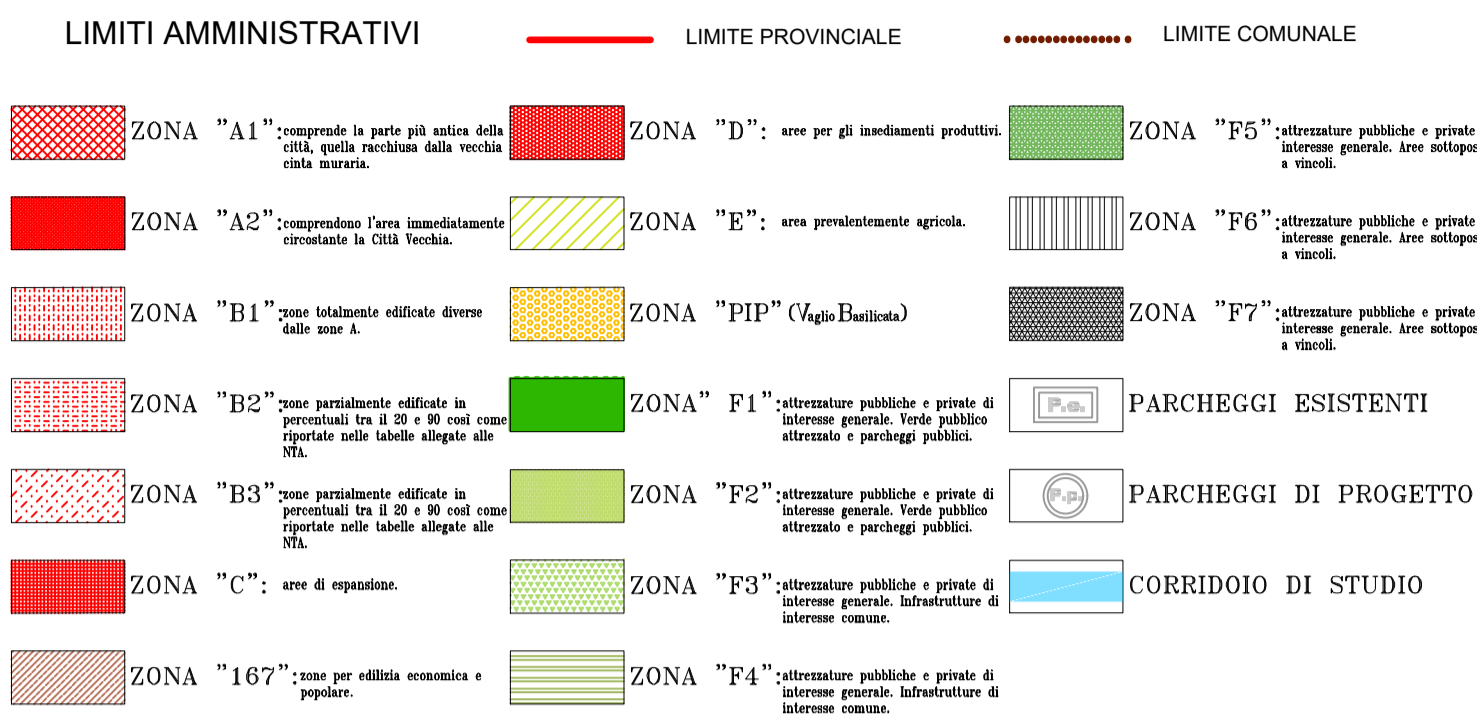 LIMITI AMMINISTRATIVI
LIMITE PROVINCIALE
LIMITE COMUNALE
ZONA "A1": comprende la parte più antica della
città, quella racchiusa dalla vecchia
cinta muraria.
ZONA "A2": comprendono l'area immediatamente
circostante la Città Vecchia.
ZONA "B1": zone totalmente edificate diverse
dalle zone A.
ZONA "B2": zone parzialmente edificate in
percentuali tra il 20 e 90 così come
riportate nelle tabelle allegate alle
NTA.
ZONA "B3": zone parzialmente edificate in
percentuali tra il 20 e 90 così come
riportate nelle tabelle allegate alle
NTA.
ZONA "C": aree di espansione.
ZONA "167": zone per edilizia economica e
popolare.
ZONA "D": aree per gli insediamenti produttivi.
ZONA "E": area prevalentemente agricola.
ZONA "PIP" (Vaglio Basilicata)
ZONA" F1": attrezzature pubbliche e private di
interesse generale. Verde pubblico
attrezzato e parcheggi pubblici.
ZONA "F2": attrezzature pubbliche e private di
interesse generale. Verde pubblico
attrezzato e parcheggi pubblici.
ZONA "F3": attrezzature pubbliche e private di
interesse generale. Infrastrutture di
interesse comune.
ZONA "F4": attrezzature pubbliche e private di
interesse generale. Infrastrutture di
interesse comune.
ZONA "F5": attrezzature pubbliche e private
interesse generale. Aree sottopos
a vincoli.
ZONA "F6": attrezzature pubbliche e private
interesse generale. Aree sottopos
a vincoli.
ZONA "F7": attrezzature pubbliche e private
interesse generale. Aree sottopos
a vincoli.
P.e. PARCHEGGI ESISTENTI
P.p. PARCHEGGI DI PROGETTO
CORRIDOIO DI STUDIO